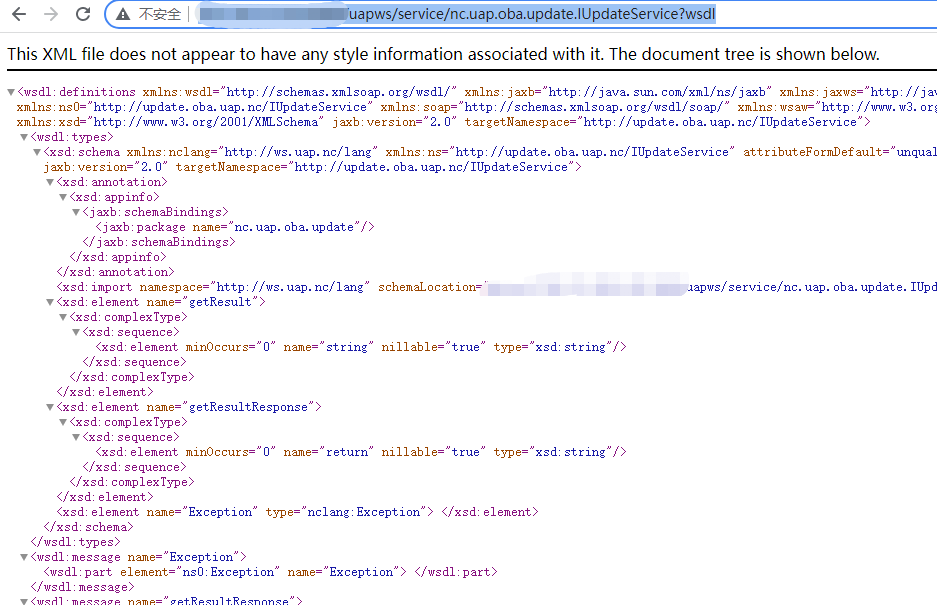 不安全
/uapws/service/nc.uap.oba.update.IUpdateService?wsdl
This XML file does not appear to have any style information associated with it. The document tree is shown below.
▼<wsdl:definitions xmlns:wsdl="http://schemas.xmlsoap.org/wsdl/" xmlns:jaxb="http://java.sun.com/xml/ns/jaxb" xmlns:jaxws="http://jav
xmlns:ns0="http://update.oba.uap.nc/IUpdateService" xmlns:soap="http://schemas.xmlsoap.org/wsdl/soap/" xmlns:wsaw="http://www.w3.org
xmlns:xsd="http://www.w3.org/2001/XMLSchema" jaxb:version="2.0" targetNamespace="http://update.oba.uap.nc/IUpdateService">
▼<wsdl:types>
▼<xsd:schema xmlns:nclang="http://ws.uap.nc/lang" xmlns:ns="http://update.oba.uap.nc/IUpdateService" attributeFormDefault="unqual
jaxb:version="2.0" targetNamespace="http://update.oba.uap.nc/IUpdateService">
▼<xsd:annotation>
▼<xsd:appinfo>
▼<jaxb:schemaBindings>
<jaxb:package name="nc.uap.oba.update"/>
</jaxb:schemaBindings>
</xsd:appinfo>
</xsd:annotation>
<xsd:import namespace="http://ws.uap.nc/lang" schemaLocation="uapws/service/nc.uap.oba.update.IUpd
▼<xsd:element name="getResult">
▼<xsd:complexType>
▼<xsd:sequence>
<xsd:element minOccurs="0" name="string" nillable="true" type="xsd:string"/>
</xsd:sequence>
</xsd:complexType>
</xsd:element>
▼<xsd:element name="getResultResponse">
▼<xsd:complexType>
▼<xsd:sequence>
<xsd:element minOccurs="0" name="return" nillable="true" type="xsd:string"/>
</xsd:sequence>
</xsd:complexType>
</xsd:element>
<xsd:element name="Exception" type="nclang:Exception"> </xsd:element>
</xsd:schema>
</wsdl:types>
▼<wsdl:message name="Exception">
<wsdl:part element="ns0:Exception" name="Exception"> </wsdl:part>
</wsdl:message>
▼<wsdl:message name="getResultResponse">